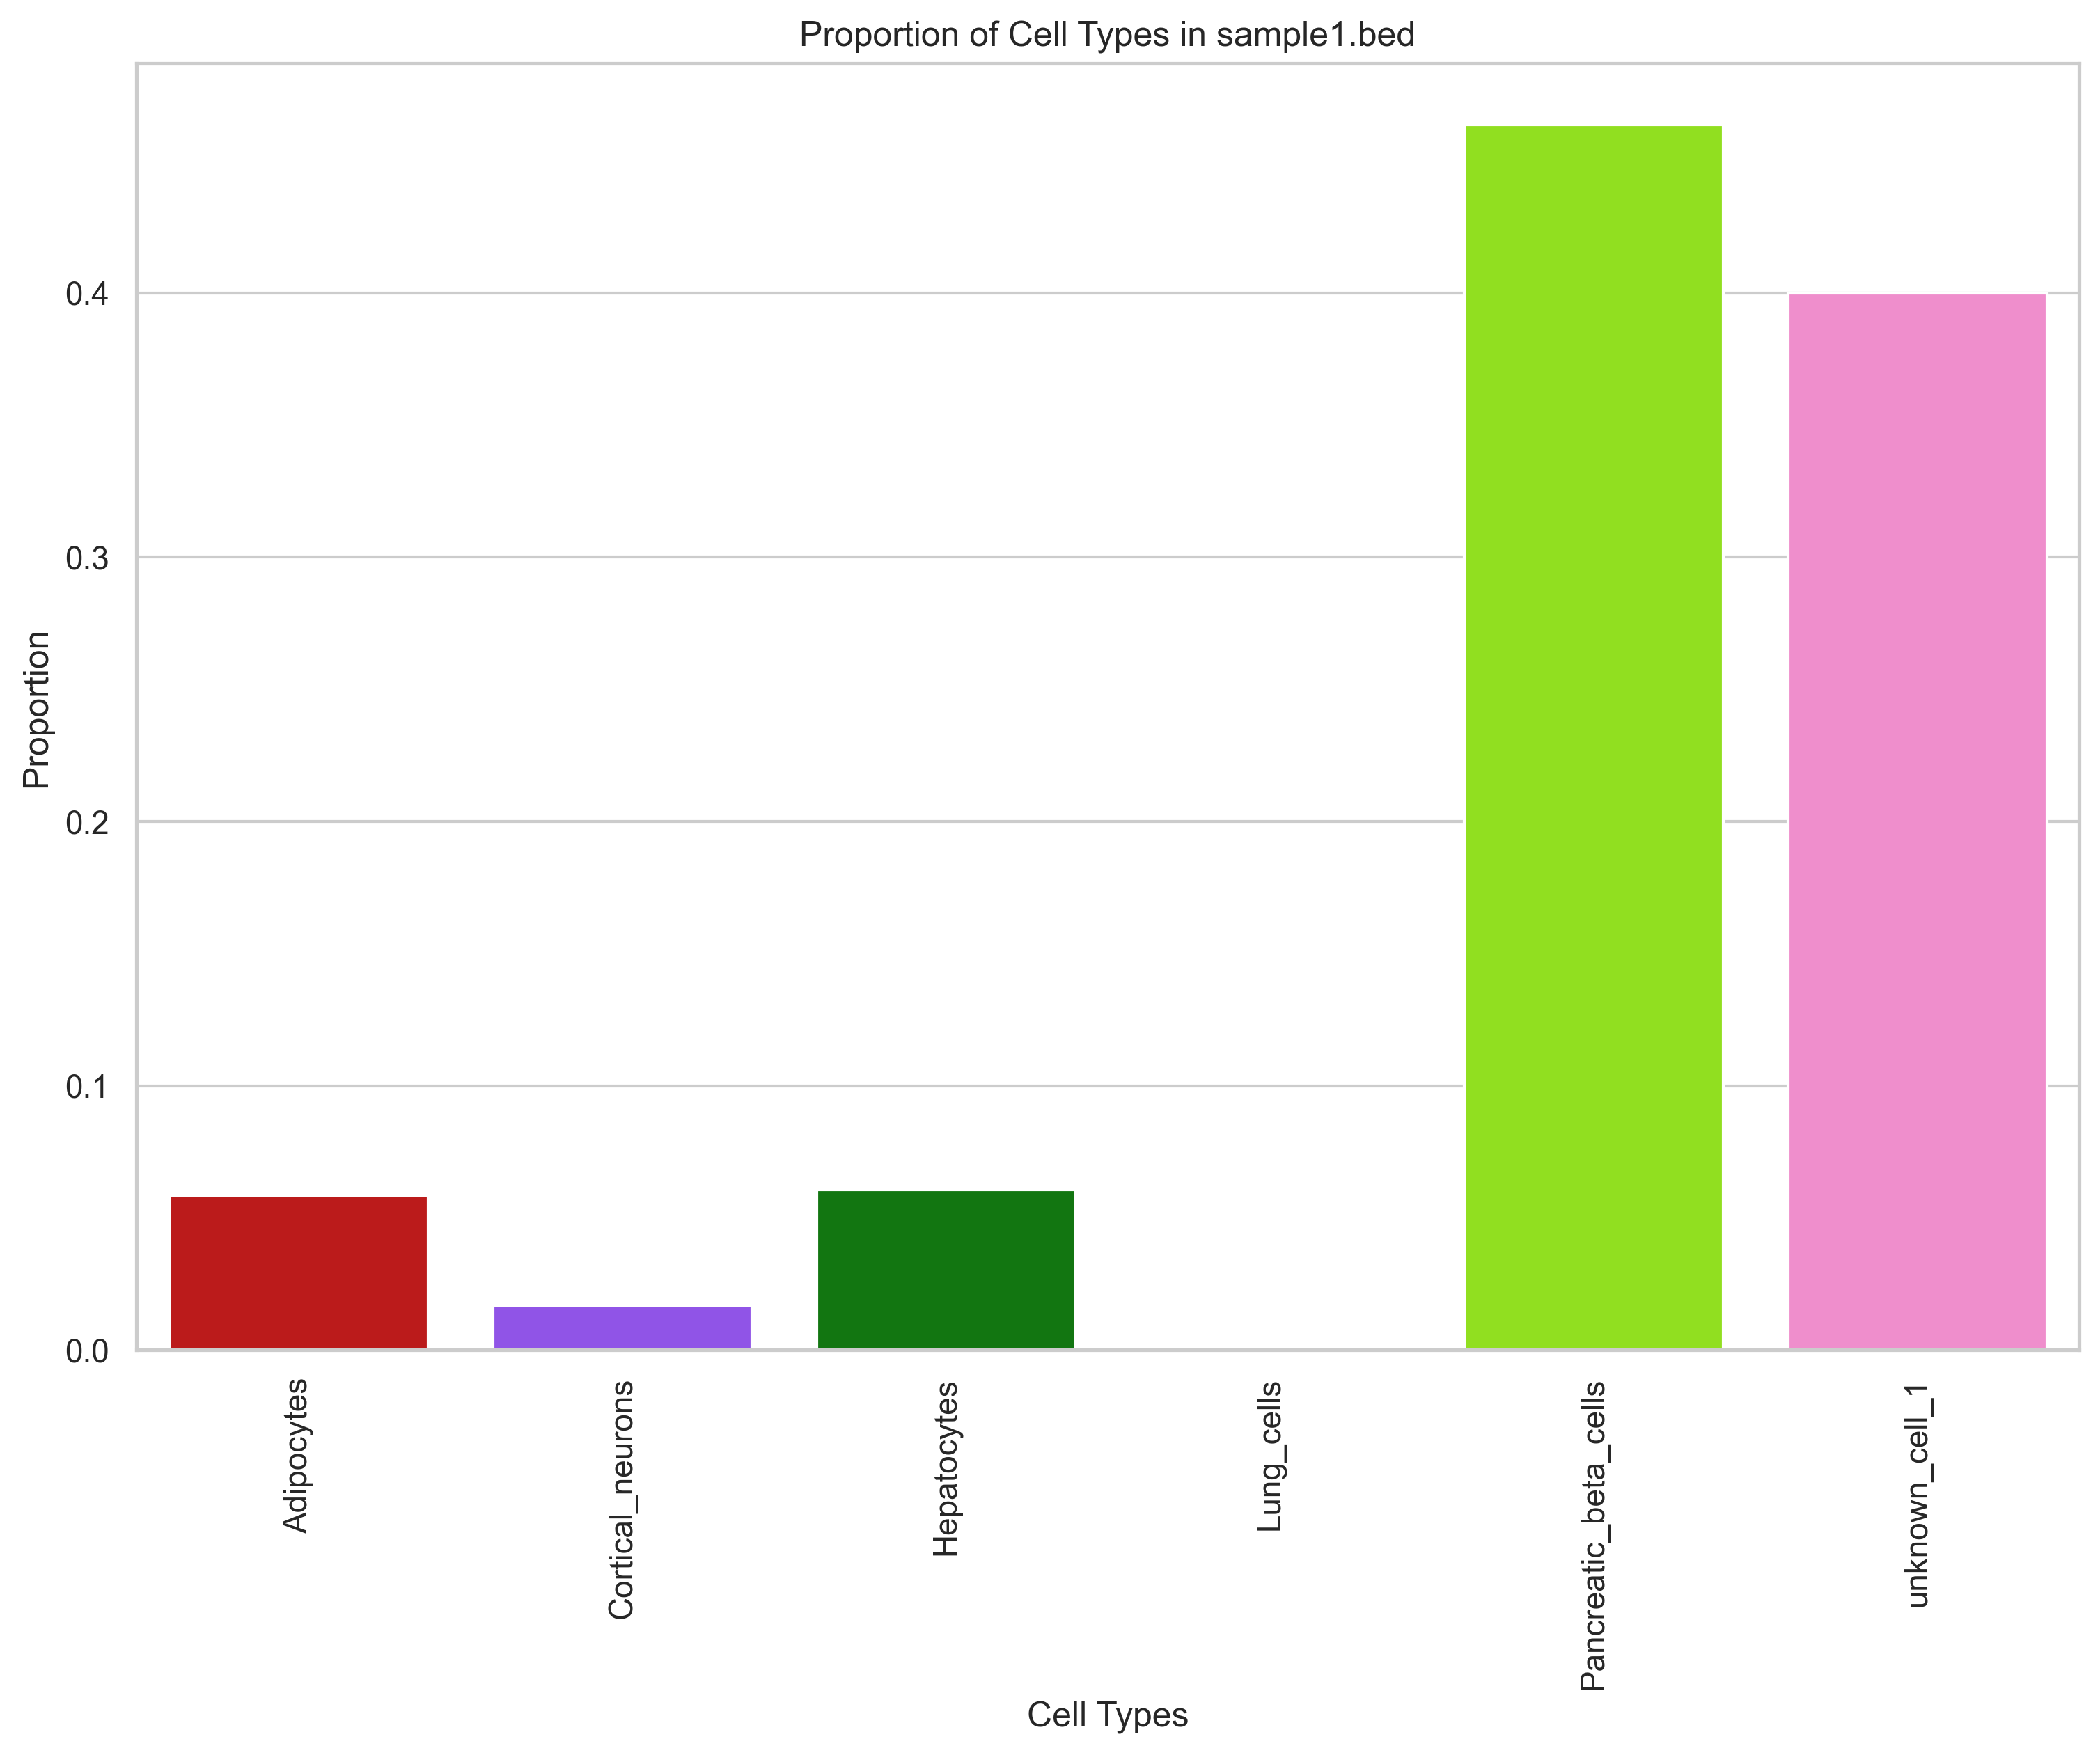 Proportion of Cell Types in sample1.bed
Proportion
0.4
0.3
0.2
0.1
0.0
Adipocytes
Cortical_neurons
Hepatocytes
Lung_cells
Pancreatic_beta_cells
unknown_cell_1
Cell Types